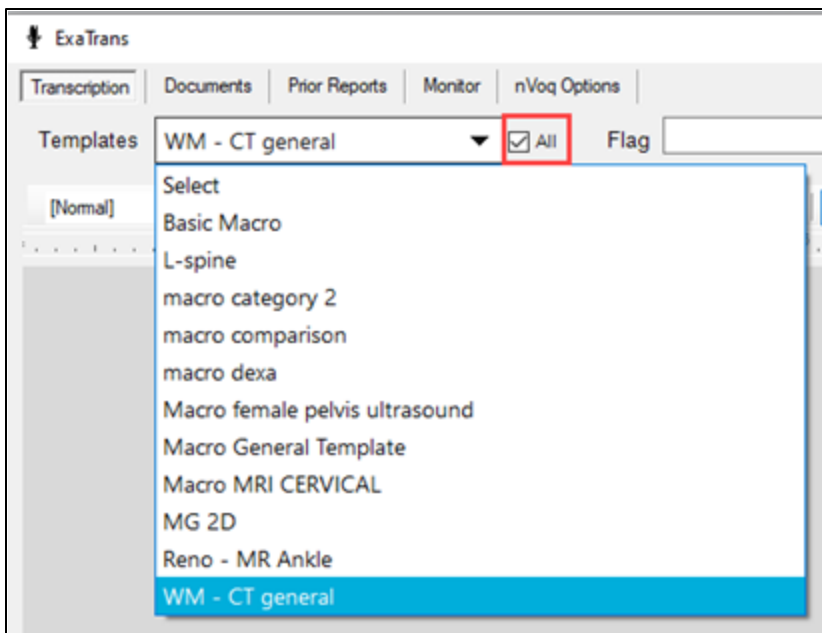 ExaTrans
Transcription Documents Prior Reports Monitor nVoq Options
Templates WM - CT general All Flag
[Normal]
Select
Basic Macro
L-spine
macro category 2
macro comparison
macro dexa
Macro female pelvis ultrasound
Macro General Template
Macro MRI CERVICAL
MG 2D
Reno - MR Ankle
WM - CT general